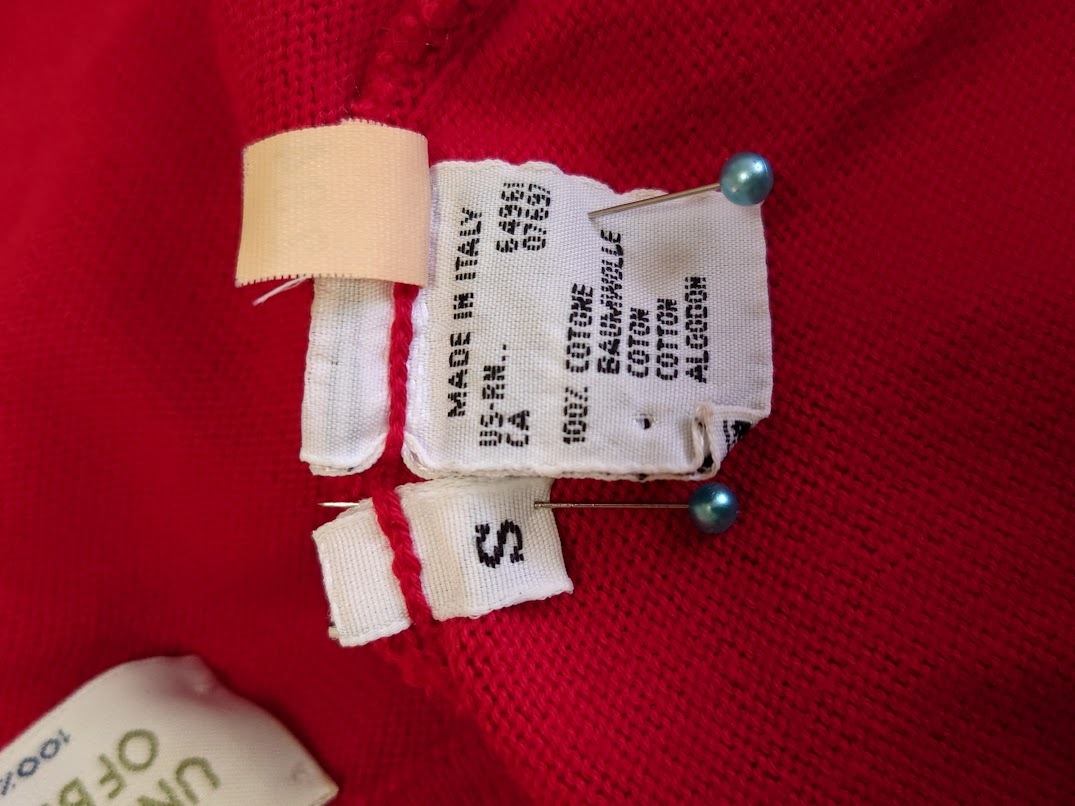 MADE IN ITALY
US-RN..
CA
100% COTONE
BAUMWOLLE
COTON
COTTON
ALGODON
S
UN
OF B
100%